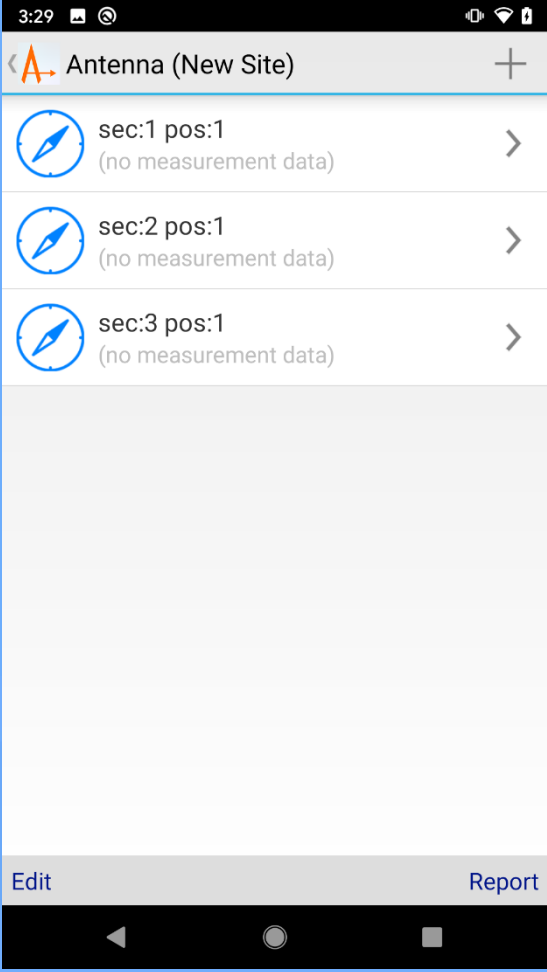 3:29
Antenna (New Site)
sec:1 pos:1
(no measurement data)
sec:2 pos:1
(no measurement data)
sec:3 pos:1
(no measurement data)
Edit
Report